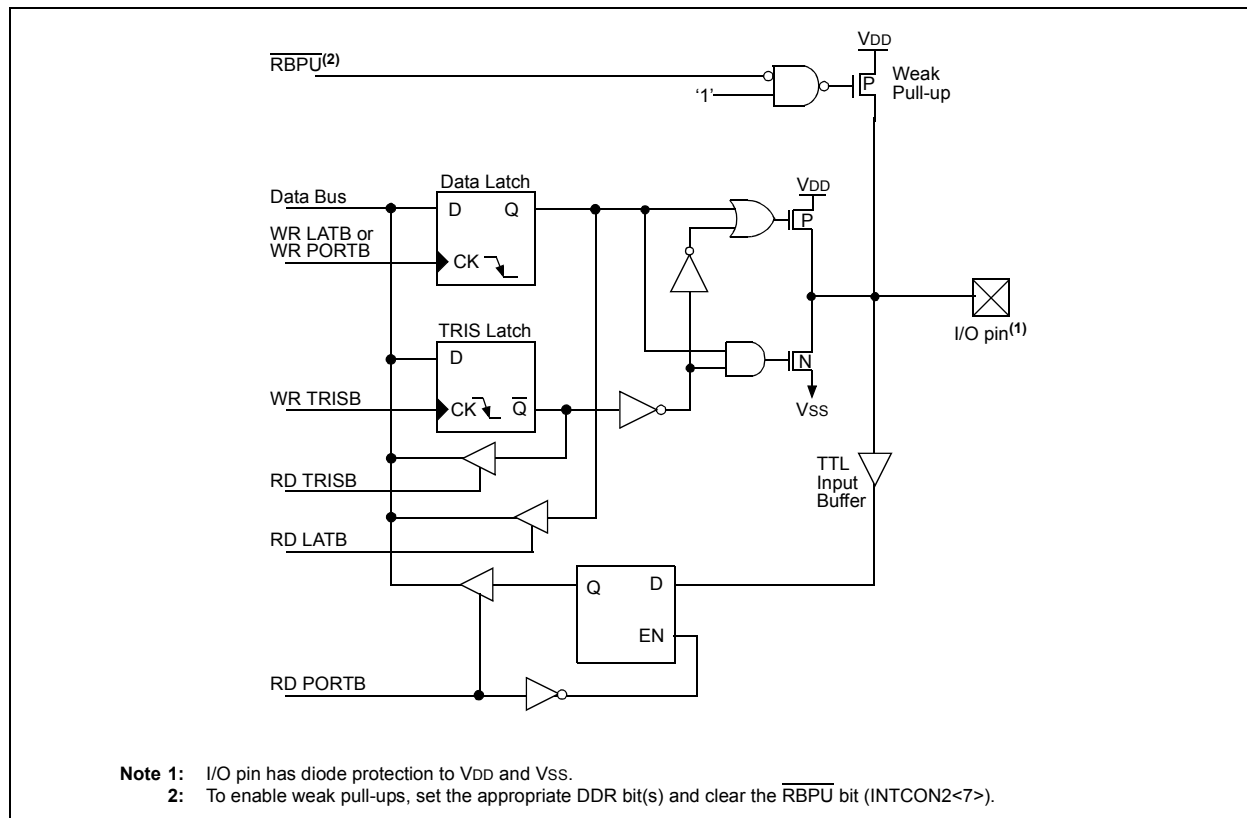 VDD
RBPU(2)
Weak
Pull-up
P
'1'
Data Latch
VDD
Data Bus
D Q
P
WR LATB or
WR PORTB
CK
I/O pin(1)
TRIS Latch
D
N
WR TRISB
CK Q
VSS
TTL
Input
Buffer
RD TRISB
RD LATB
Q D
EN
RD PORTB
Note 1: I/O pin has diode protection to VDD and VSS.
2: To enable weak pull-ups, set the appropriate DDR bit(s) and clear the RBPU bit (INTCON2<7>).